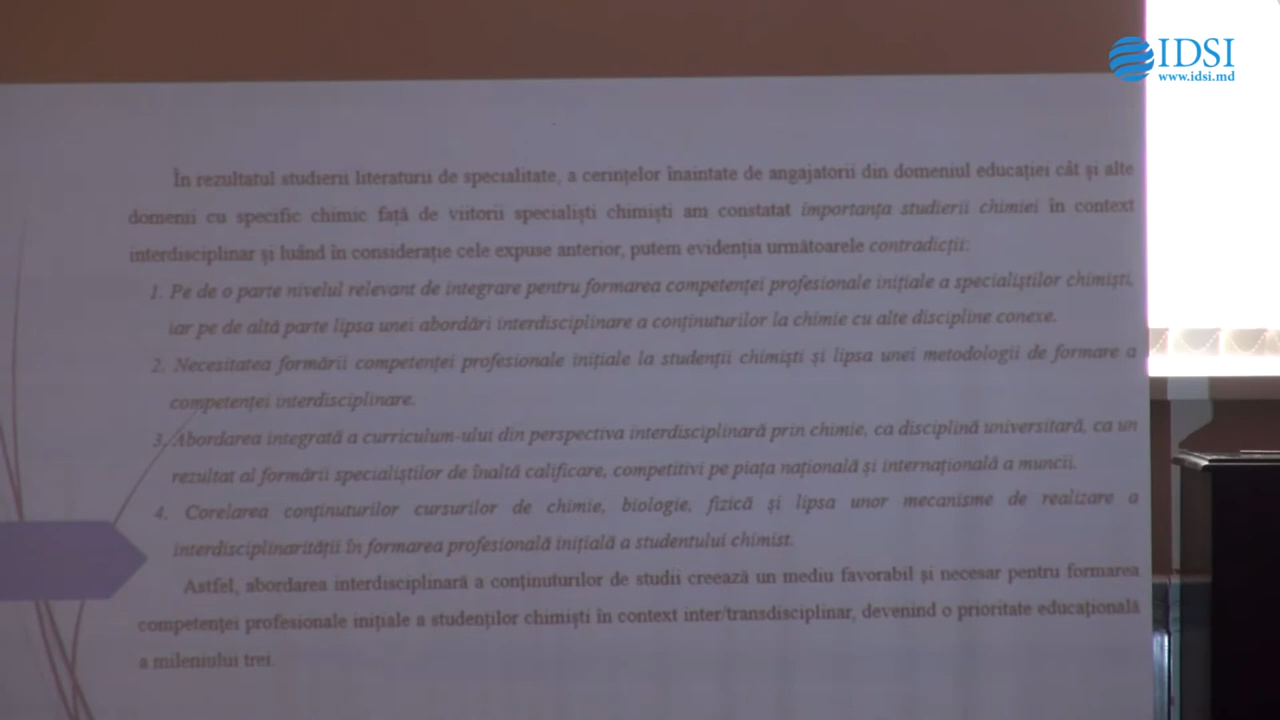 IDSI
www.idsi.md
În rezultatul studierii literaturii de specialitate, a cerințelor înaintate de angajatorii din domeniul educației cât și alte
domenii cu specific chimic față de viitorii specialiști chimiști am constatat importanța studierii chimiei în context
interdisciplinar și luând în considerație cele expuse anterior, putem evidenția următoarele contradicții:
1. Pe de o parte nivelul relevant de integrare pentru formarea competenței profesionale inițiale a specialiștilor chimiști,
iar pe de altă parte lipsa unei abordări interdisciplinare a conținuturilor la chimie cu alte discipline conexe.
2. Necesitatea formării competenței profesionale inițiale la studenții chimiști și lipsa unei metodologii de formare a
competenței interdisciplinare.
3. Abordarea integrată a curriculum-ului din perspectiva interdisciplinară prin chimie, ca disciplină universitară, ca un
rezultat al formării specialiștilor de înaltă calificare, competitivi pe piața națională și internațională a muncii.
4. Corelarea conținuturilor cursurilor de chimie, biologie, fizică și lipsa unor mecanisme de realizare a
interdisciplinarității în formarea profesională inițială a studentului chimist.
Astfel, abordarea interdisciplinară a conținuturilor de studii creează un mediu favorabil și necesar pentru formarea
competenței profesionale inițiale a studenților chimiști în context inter/transdisciplinar, devenind o prioritate educațională
a mileniului trei.